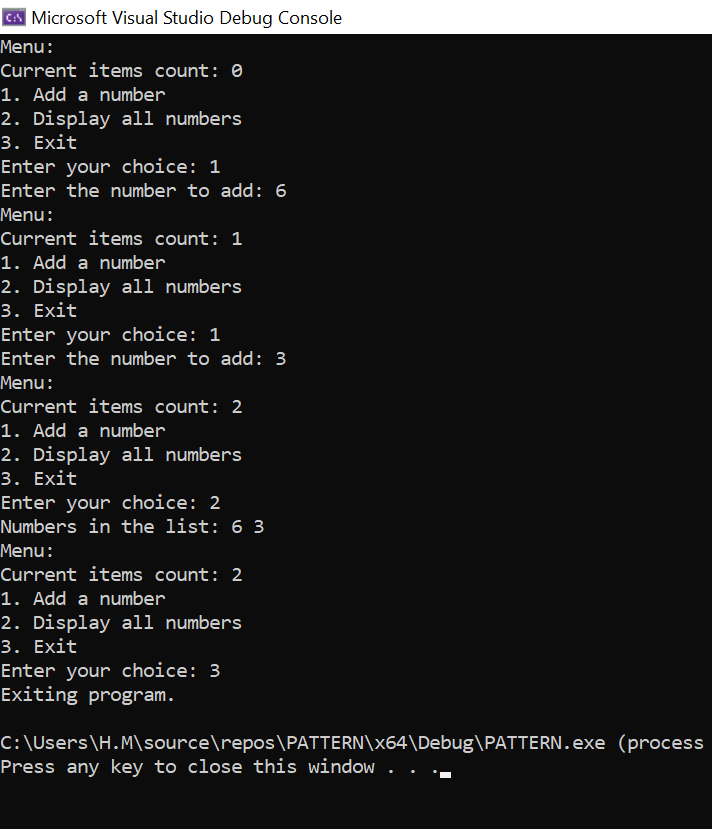 Microsoft Visual Studio Debug Console
Menu:
Current items count: 0
1. Add a number
2. Display all numbers
3. Exit
Enter your choice: 1
Enter the number to add: 6
Menu:
Current items count: 1
1. Add a number
2. Display all numbers
3. Exit
Enter your choice: 1
Enter the number to add: 3
Menu:
Current items count: 2
1. Add a number
2. Display all numbers
3. Exit
Enter your choice: 2
Numbers in the list: 6 3
Menu:
Current items count: 2
1. Add a number
2. Display all numbers
3. Exit
Enter your choice: 3
Exiting program.
C:\Users\H.M\source\repos\PATTERN\x64\Debug\PATTERN.exe (process
Press any key to close this window . . .